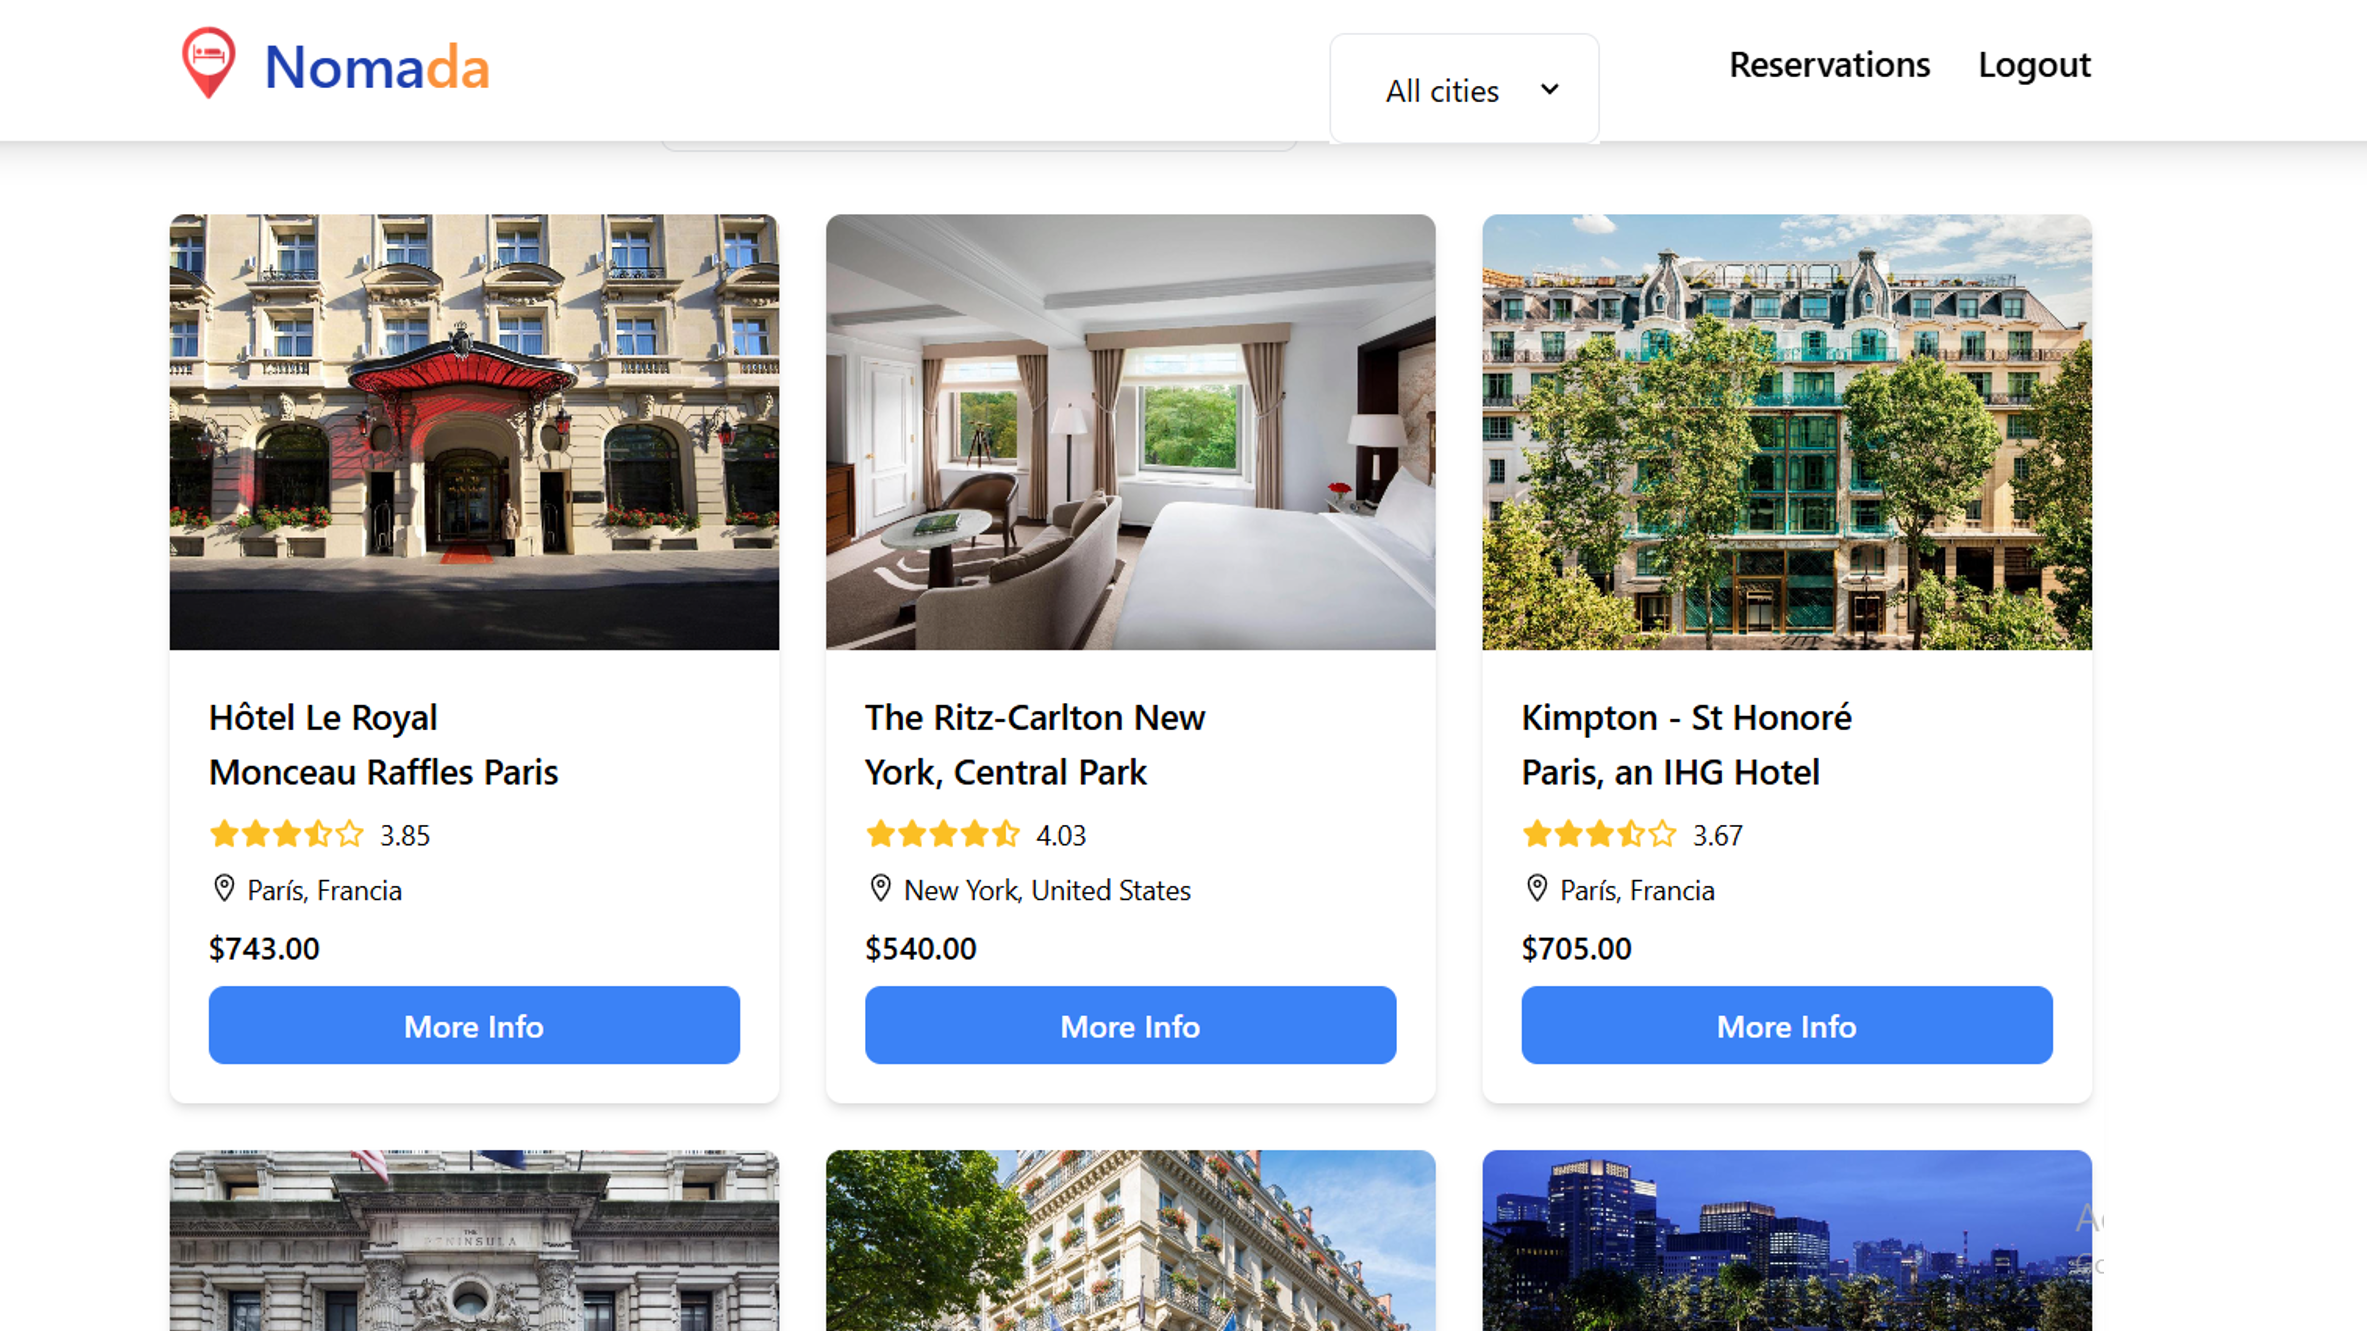 Nomada
All cities
Reservations
Logout
Hôtel Le Royal
Monceau Raffles Paris
3.85
París, Francia
$743.00
More Info
The Ritz-Carlton New
York, Central Park
4.03
New York, United States
$540.00
More Info
Kimpton - St Honoré
Paris, an IHG Hotel
3.67
París, Francia
$705.00
More Info
THE
PENINSULA